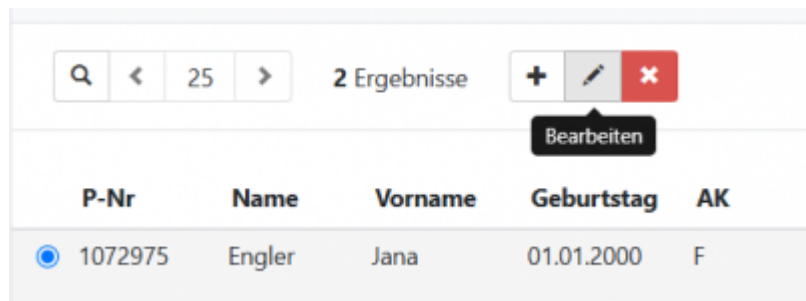 25 2 Ergebnisse
Bearbeiten
P-Nr Name Vorname Geburtstag AK
1072975 Engler Jana 01.01.2000 F